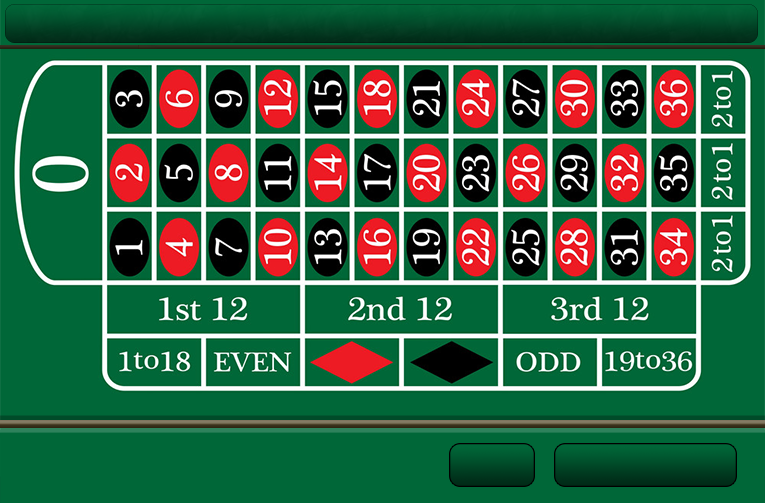 3 6 9 12 15 18 21 24 27 30 33 36 2to1
0 2 5 8 11 14 17 20 23 26 29 32 35 2to1
1 4 7 10 13 16 19 22 25 28 31 34 2to1
1st 12 2nd 12 3rd 12
1to18 EVEN ODD 19to36